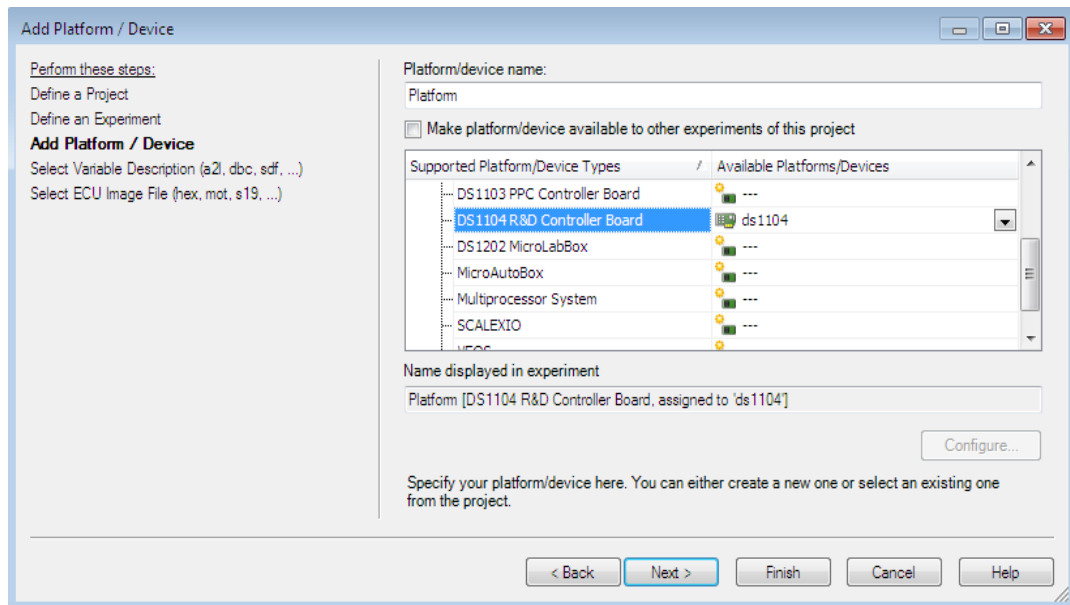 Add Platform / Device
Perform these steps:
Define a Project
Define an Experiment
Add Platform / Device
Select Variable Description (a2l, dbc, sdf, ...)
Select ECU Image File (hex, mot, s19, ...)
Platform/device name:
Platform
Make platform/device available to other experiments of this project
Supported Platform/Device Types / Available Platforms/Devices
DS1103 PPC Controller Board ---
DS1104 R&D Controller Board ds1104
DS1202 MicroLabBox ---
MicroAutoBox ---
Multiprocessor System ---
SCALEXIO ---
Name displayed in experiment
Platform [DS1104 R&D Controller Board, assigned to 'ds1104']
Configure...
Specify your platform/device here. You can either create a new one or select an existing one
from the project.
< Back Next > Finish Cancel Help